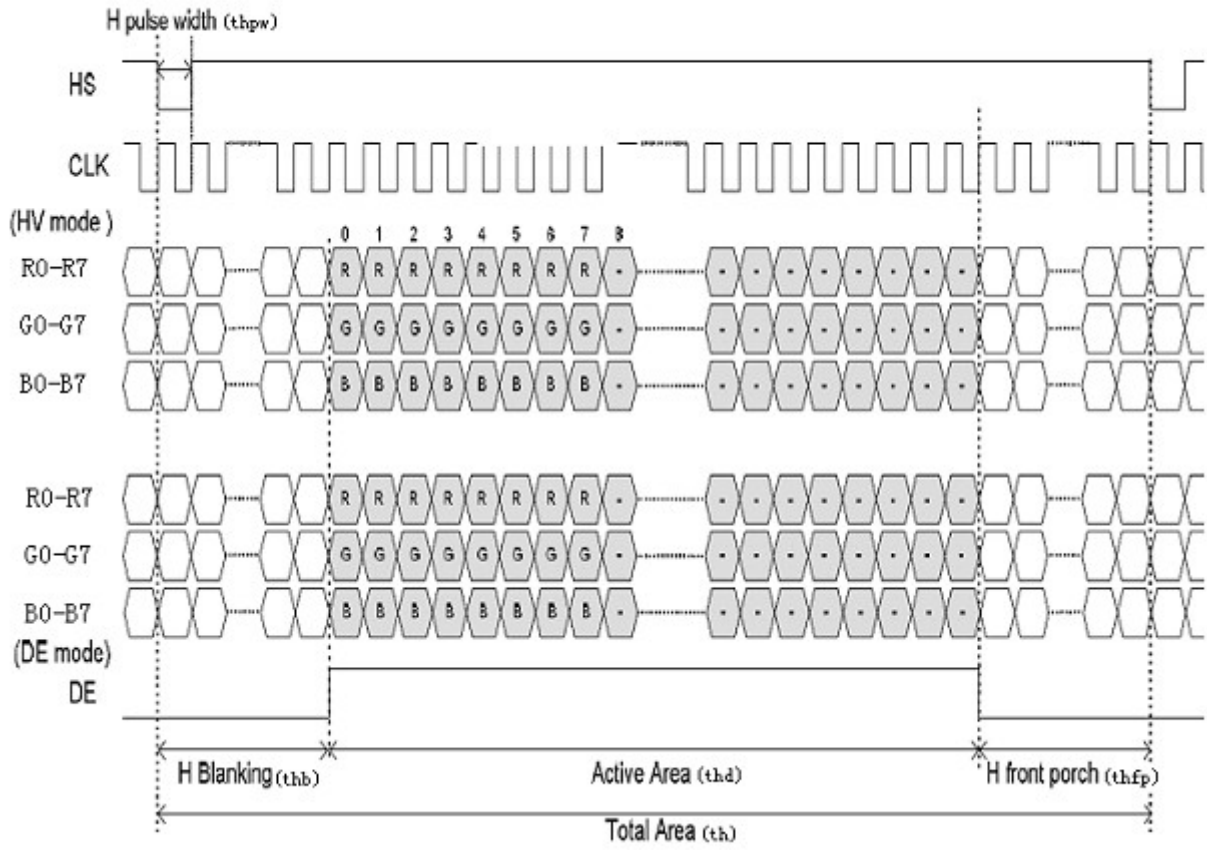 H pulse width (thpw)
HS
CLK
(HV mode )
0 1 2 3 4 5 6 7 8
R0-R7 R R R R R R R R - - - - - - - - -
G0-G7 G G G G G G G G - - - - - - - - -
B0-B7 B B B B B B B B - - - - - - - - -
R0-R7 R R R R R R R R - - - - - - - - -
G0-G7 G G G G G G G G - - - - - - - - -
B0-B7 B B B B B B B B - - - - - - - - -
(DE mode)
DE
H Blanking (thb) Active Area (thd) H front porch (thfp)
Total Area (th)